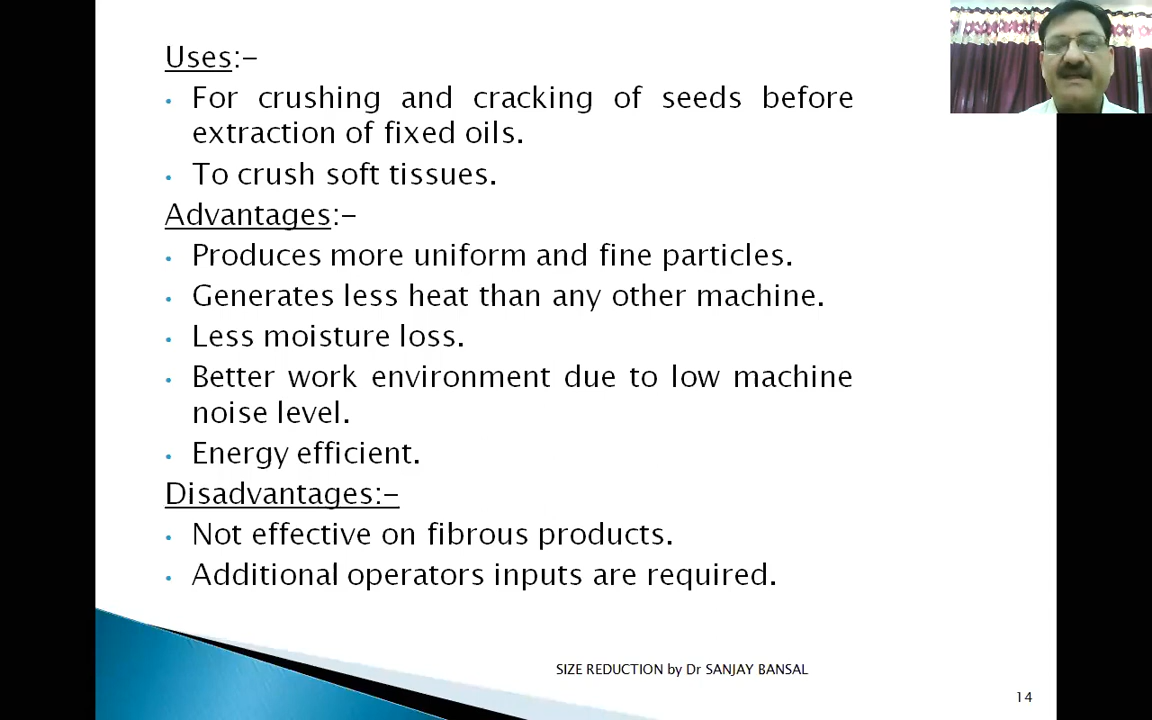 Uses:-
• For crushing and cracking of seeds before
extraction of fixed oils.
• To crush soft tissues.
Advantages:-
• Produces more uniform and fine particles.
• Generates less heat than any other machine.
• Less moisture loss.
• Better work environment due to low machine
noise level.
• Energy efficient.
Disadvantages:-
• Not effective on fibrous products.
• Additional operators inputs are required.
SIZE REDUCTION by Dr SANJAY BANSAL
14